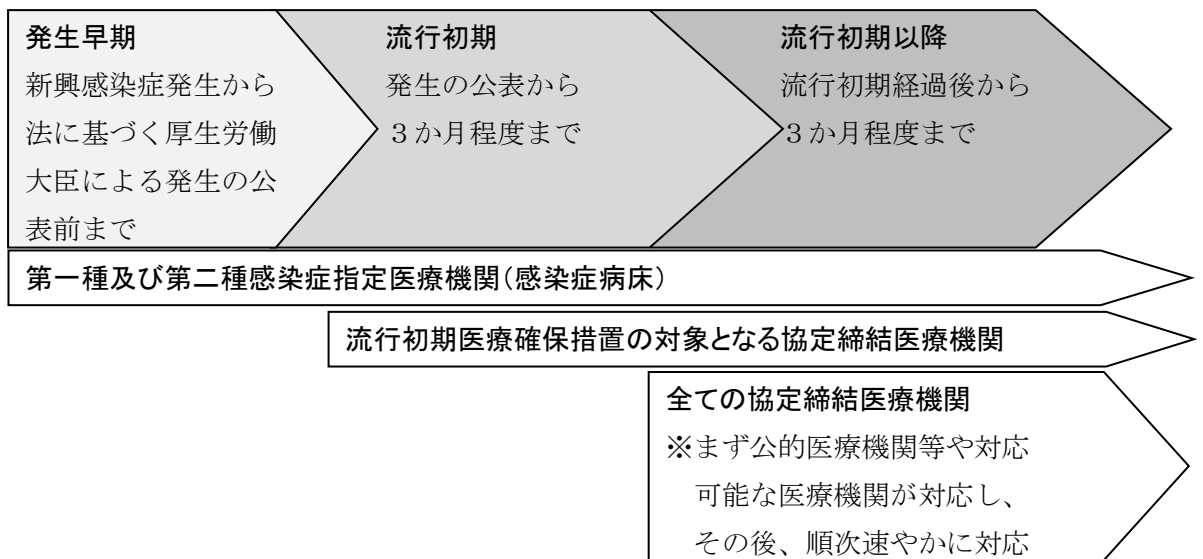 発生早期
新興感染症発生から
法に基づく厚生労働
大臣による発生の公
表前まで
流行初期
発生の公表から
３か月程度まで
流行初期以降
流行初期経過後から
３か月程度まで
第一種及び第二種感染症指定医療機関（感染症病床）
流行初期医療確保措置の対象となる協定締結医療機関
全ての協定締結医療機関
※まず公的医療機関等や対応
可能な医療機関が対応し、
その後、順次速やかに対応